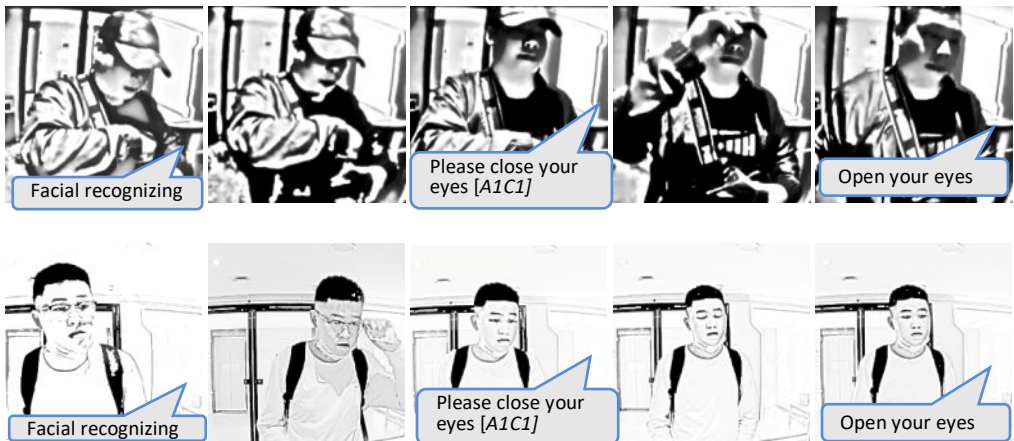 Facial recognizing
Please close your
eyes [A1C1]
Open your eyes
Facial recognizing
Please close your
eyes [A1C1]
Open your eyes